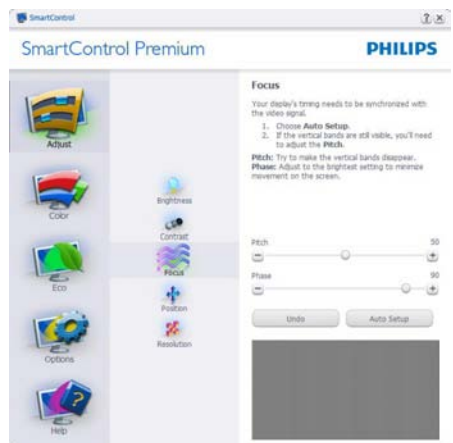 SmartControl
SmartControl Premium
PHILIPS
Adjust
Color
Eco
Options
Help
Brightness
Contrast
Focus
Position
Resolution
Focus
Your display's timing needs to be synchronized with
the video signal.
1. Choose Auto Setup.
2. If the vertical bands are still visible, you'll need
to adjust the Pitch.
Pitch: Try to make the vertical bands disappear.
Phase: Adjust to the brightest setting to minimize
movement on the screen.
Pitch 50
Phase 90
Undo Auto Setup